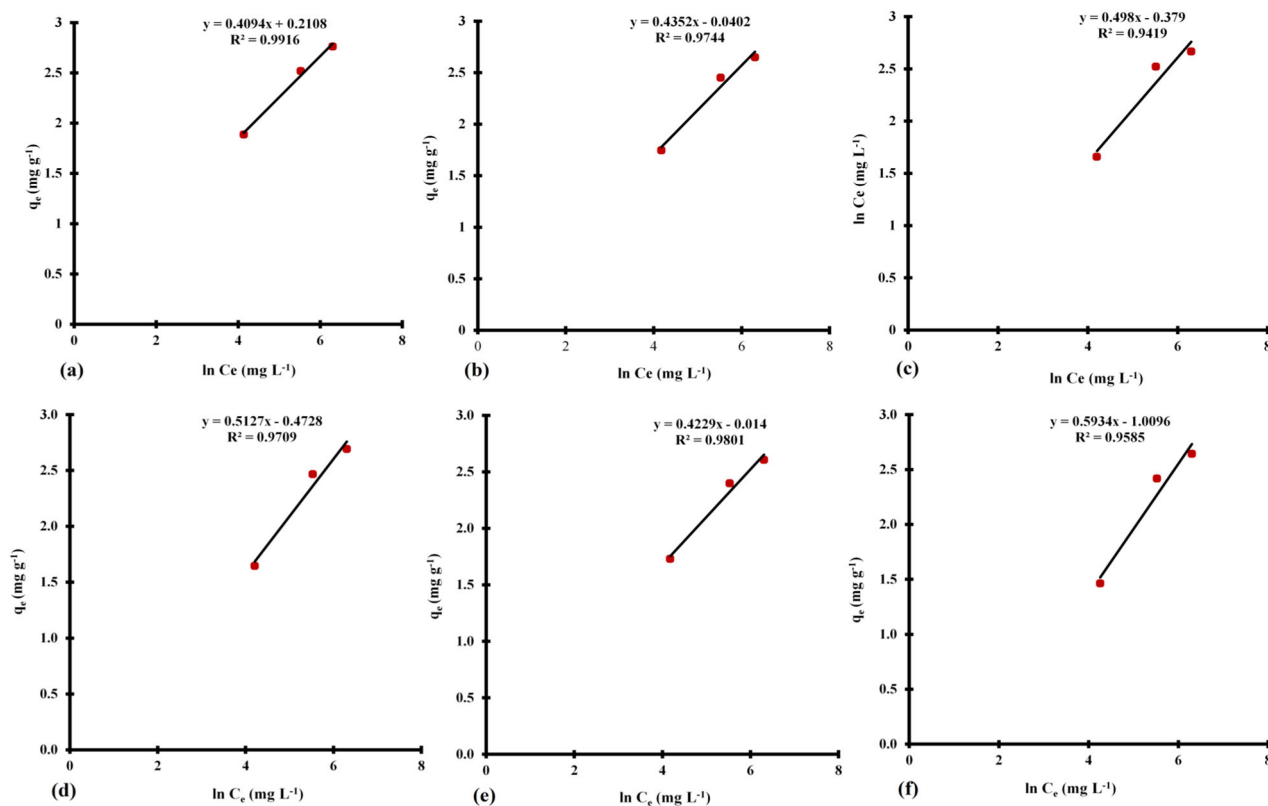 y = 0.4094x + 0.2108
R² = 0.9916
3
2.5
2
1.5
1
0.5
0
0 2 4 6 8
qₑ (mg g⁻¹)
ln Ce (mg L⁻¹)
(a)
y = 0.4352x - 0.0402
R² = 0.9744
3
2.5
2
1.5
1
0.5
0
0 2 4 6 8
qₑ (mg g⁻¹)
ln Ce (mg L⁻¹)
(b)
y = 0.498x - 0.379
R² = 0.9419
3
2.5
2
1.5
1
0.5
0
0 2 4 6 8
ln Ce (mg L⁻¹)
ln Ce (mg L⁻¹)
(c)
y = 0.5127x - 0.4728
R² = 0.9709
3.0
2.5
2.0
1.5
1.0
0.5
0.0
0 2 4 6 8
qₑ (mg g⁻¹)
ln Cₑ (mg L⁻¹)
(d)
y = 0.4229x - 0.014
R² = 0.9801
3.0
2.5
2.0
1.5
1.0
0.5
0.0
0 2 4 6 8
qₑ (mg g⁻¹)
ln Cₑ (mg L⁻¹)
(e)
y = 0.5934x - 1.0096
R² = 0.9585
3.0
2.5
2.0
1.5
1.0
0.5
0.0
0 2 4 6 8
qₑ (mg g⁻¹)
ln Cₑ (mg L⁻¹)
(f)